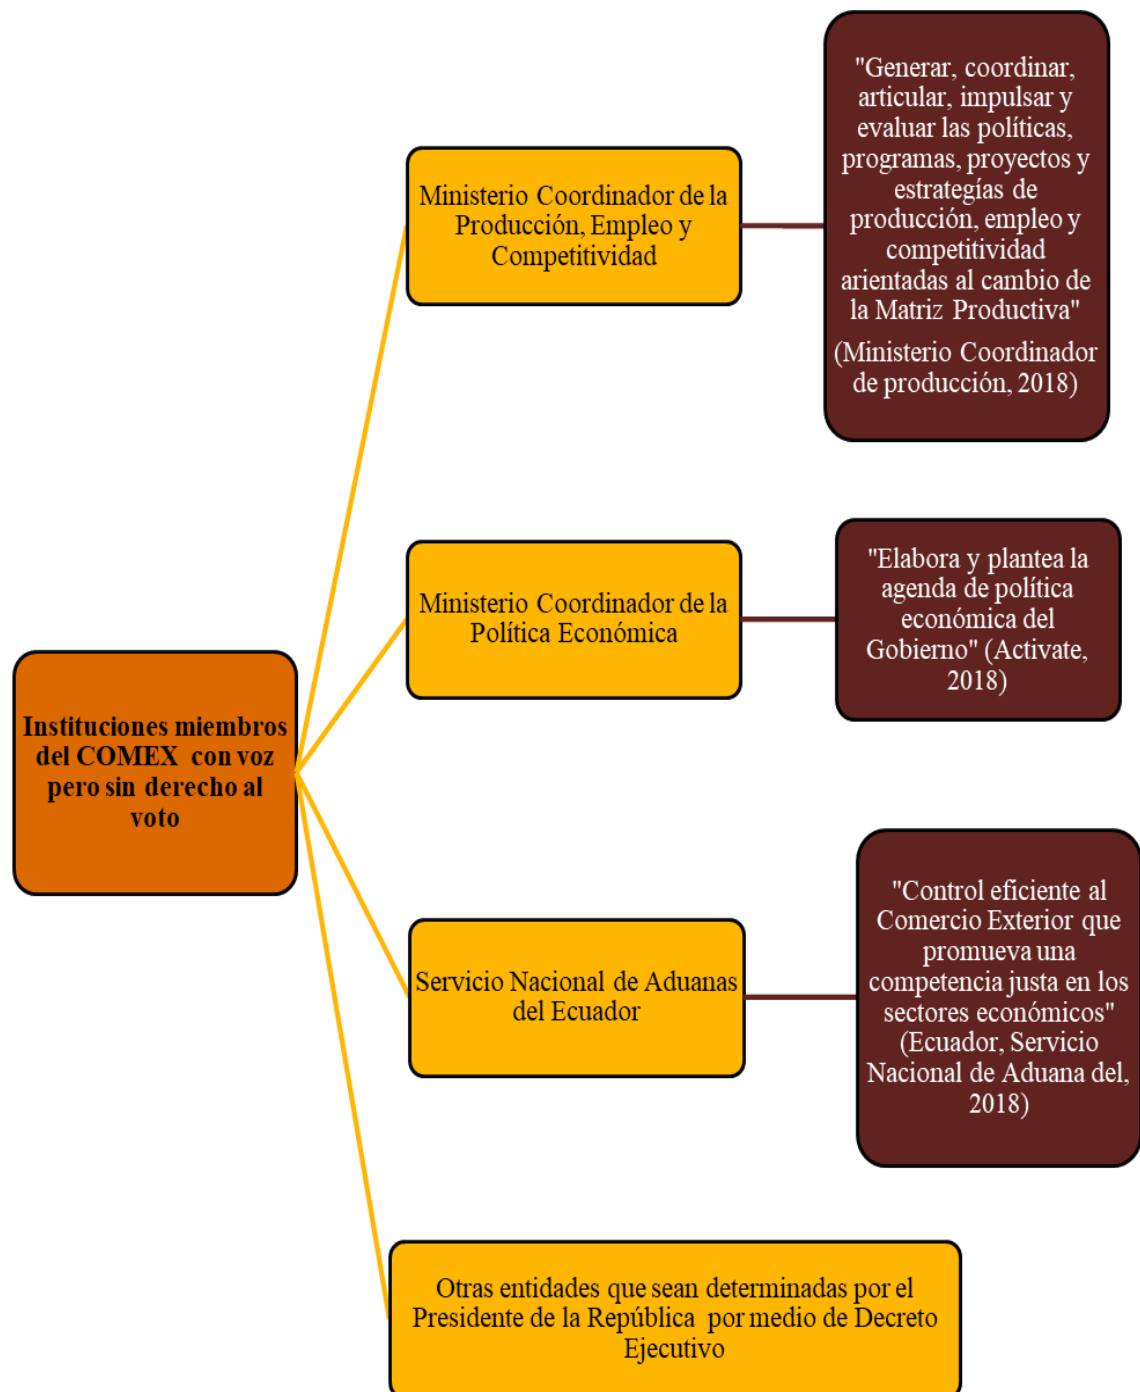 Instituciones miembros
del COMEX con voz
pero sin derecho al
voto
Ministerio Coordinador de la
Producción, Empleo y
Competitividad
"Generar, coordinar,
articular, impulsar y
evaluar las políticas,
programas, proyectos y
estrategías de
producción, empleo y
competitividad
arientadas al cambio de
la Matriz Productiva"
(Ministerio Coordinador
de producción, 2018)
Ministerio Coordinador de la
Política Económica
"Elabora y plantea la
agenda de política
económica del
Gobierno" (Activate,
2018)
Servicio Nacional de Aduanas
del Ecuador
"Control eficiente al
Comercio Exterior que
promueva una
competencia justa en los
sectores económicos"
(Ecuador, Servicio
Nacional de Aduana del,
2018)
Otras entidades que sean determinadas por el
Presidente de la República por medio de Decreto
Ejecutivo